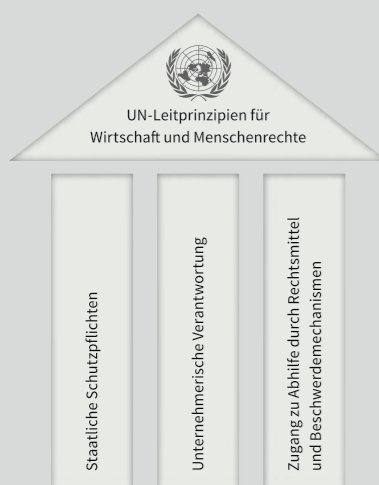 UN-Leitprinzipien für
Wirtschaft und Menschenrechte
Staatliche Schutzpflichten
Unternehmerische Verantwortung
Zugang zu Abhilfe durch Rechtsmittel
und Beschwerdemechanismen